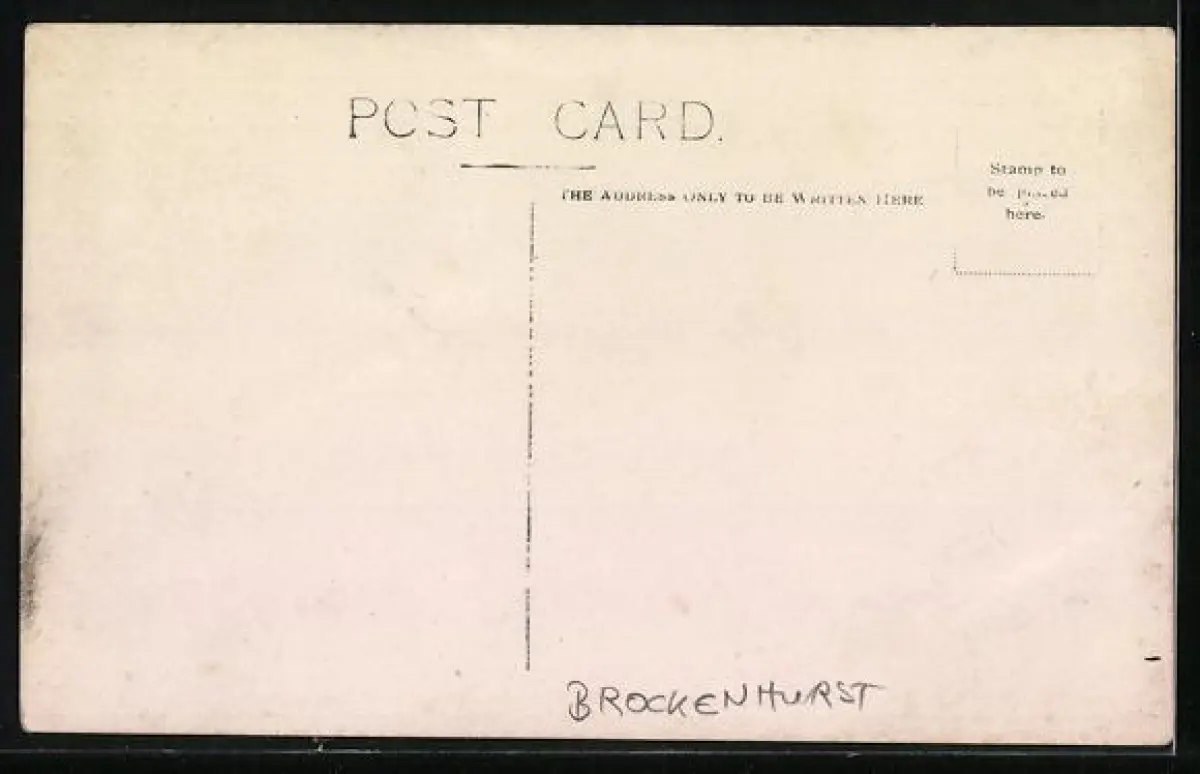 POST CARD.
THE ADDRESS ONLY TO BE WRITTEN HERE
Stamp to
be placed
here.
BROCKENHURST